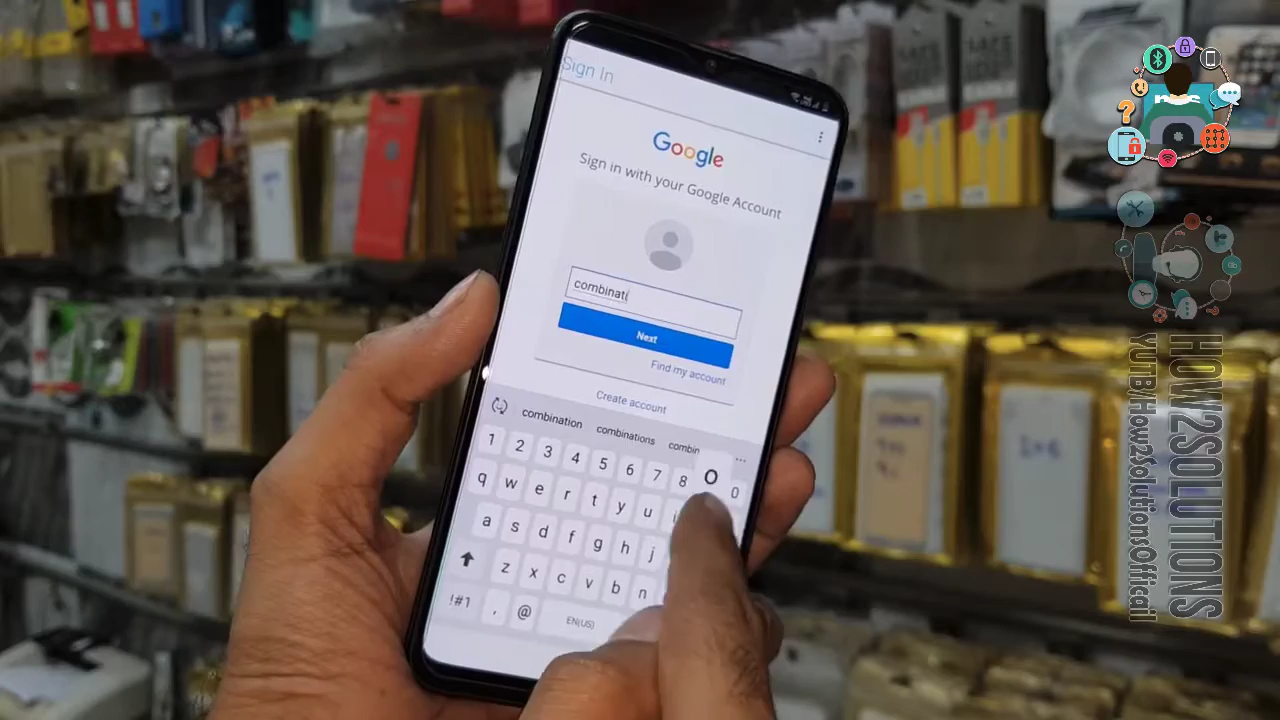 Sign In
Google
Sign in with your Google Account
combinati
Next
Find my account
Create account
combination combinations combin
1 2 3 4 5 6 7 8 O 0
q w e r t y u
a s d f g h j
z x c v b n
!#1 , @ EN(US)
HOW2SOLUTIONS
YUTB/How2solutionsOfficail